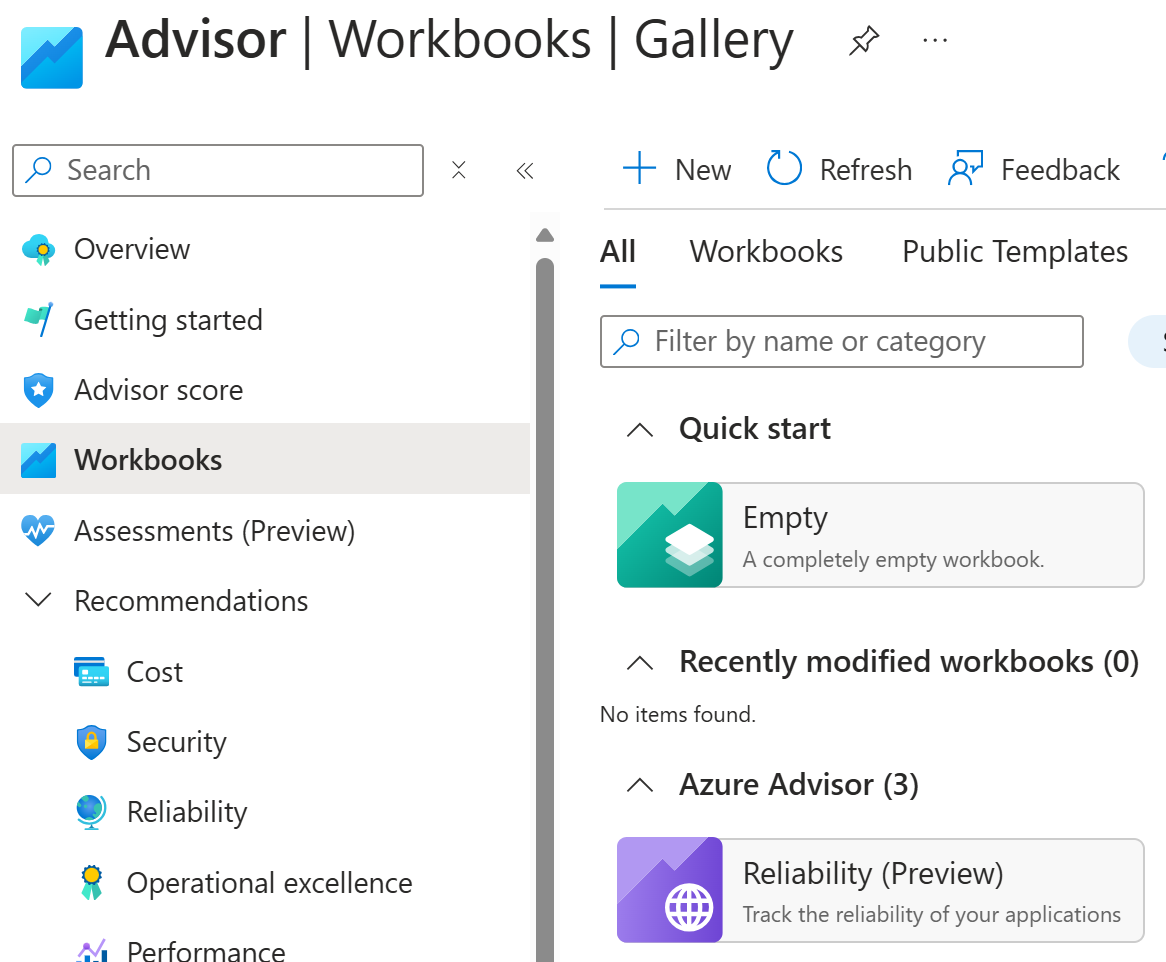 Advisor | Workbooks | Gallery
Search
New
Refresh
Feedback
Overview
Getting started
Advisor score
Workbooks
Assessments (Preview)
Recommendations
Cost
Security
Reliability
Operational excellence
Performance
All
Workbooks
Public Templates
Filter by name or category
Quick start
Empty
A completely empty workbook.
Recently modified workbooks (0)
No items found.
Azure Advisor (3)
Reliability (Preview)
Track the reliability of your applications